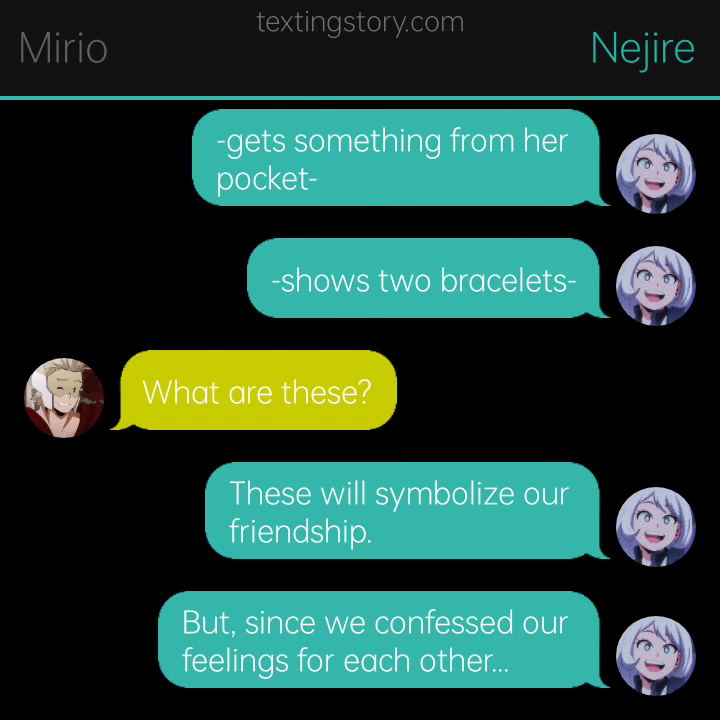 textingstory.com
Mirio
Nejire
-gets something from her
pocket-
-shows two bracelets-
What are these?
These will symbolize our
friendship.
But, since we confessed our
feelings for each other...